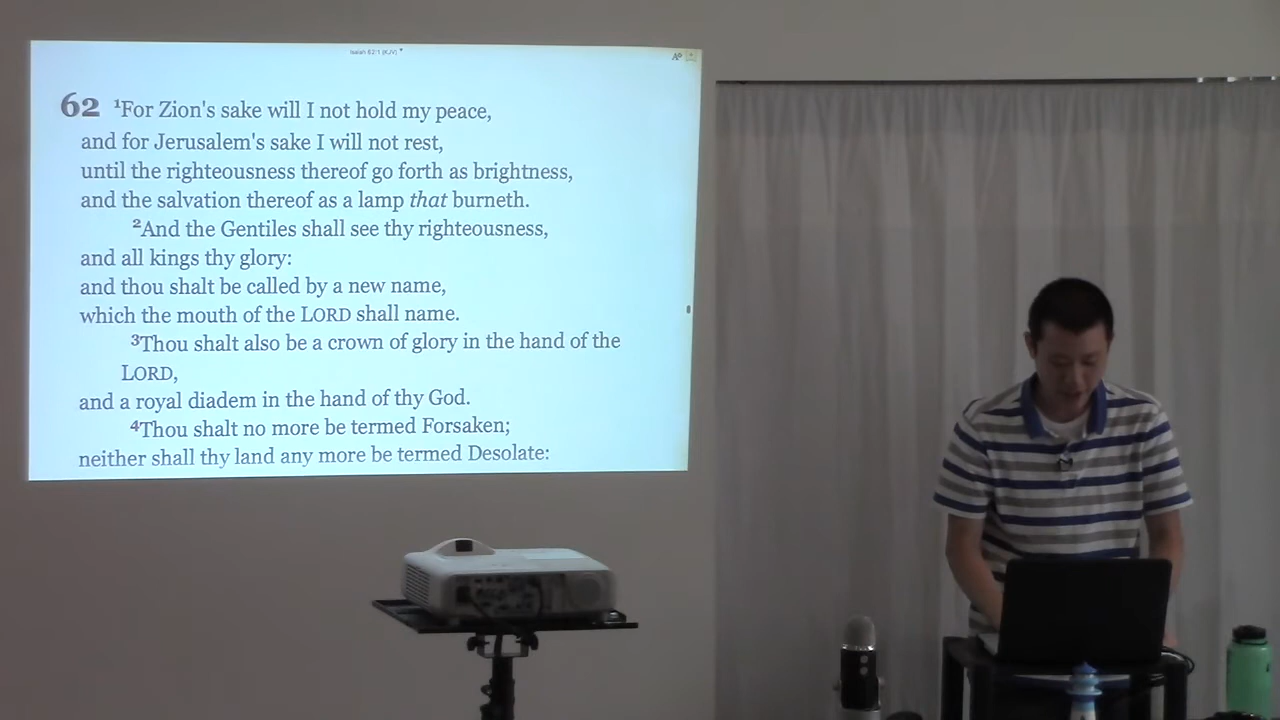 Isaiah 62:1 (KJV)
62 ¹For Zion's sake will I not hold my peace,
and for Jerusalem's sake I will not rest,
until the righteousness thereof go forth as brightness,
and the salvation thereof as a lamp that burneth.
²And the Gentiles shall see thy righteousness,
and all kings thy glory:
and thou shalt be called by a new name,
which the mouth of the LORD shall name.
³Thou shalt also be a crown of glory in the hand of the
LORD,
and a royal diadem in the hand of thy God.
⁴Thou shalt no more be termed Forsaken;
neither shall thy land any more be termed Desolate: